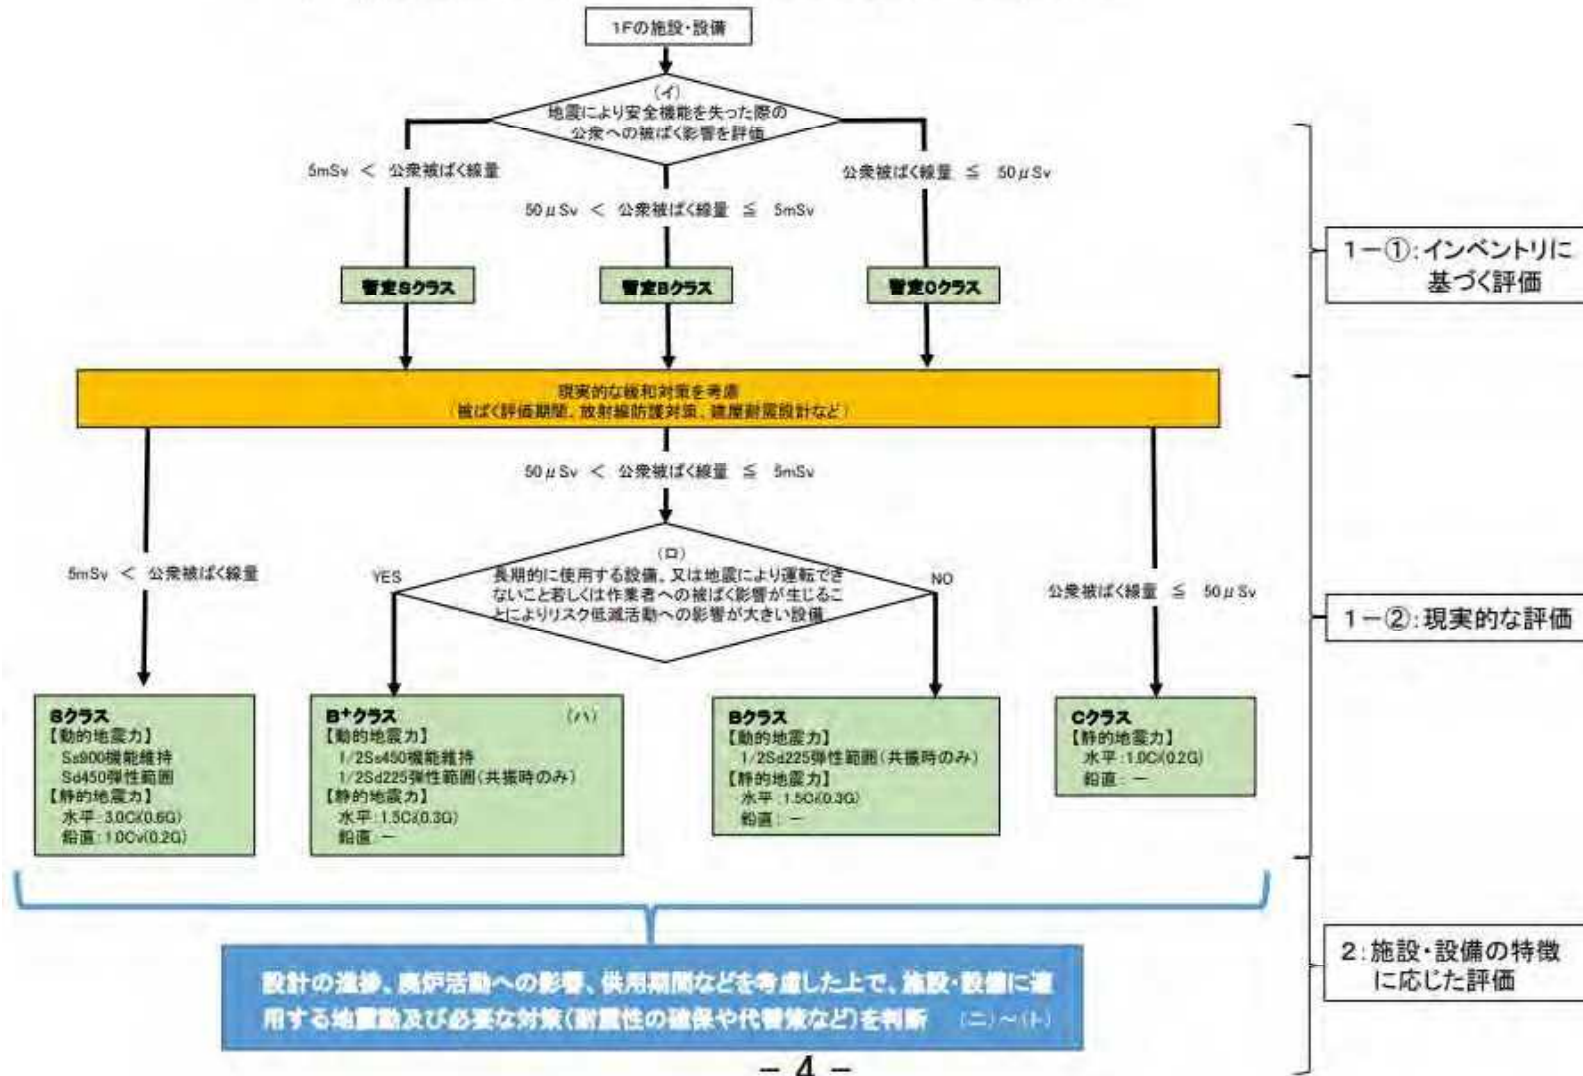 1Fの施設・設備
(イ)
地震により安全機能を失った際の
公衆への被ばく影響を評価
5mSv ＜ 公衆被ばく線量
50μSv ＜ 公衆被ばく線量 ≦ 5mSv
公衆被ばく線量 ≦ 50μSv
暫定Sクラス
暫定Bクラス
暫定Cクラス
1－①:インベントリに
基づく評価
現実的な緩和対策を考慮
(被ばく評価期間、放射線防護対策、建屋耐震設計など)
50μSv ＜ 公衆被ばく線量 ≦ 5mSv
5mSv ＜ 公衆被ばく線量
YES
(ロ)
長期的に使用する設備、又は地震により運転でき
ないこと若しくは作業者への被ばく影響が生じるこ
とによりリスク低減活動への影響が大きい設備
NO
公衆被ばく線量 ≦ 50μSv
1－②:現実的な評価
Sクラス
【動的地震力】
Ss900機能維持
Sd450弾性範囲
【静的地震力】
水平:3.0Ci(0.6G)
鉛直:1.0Cv(0.2G)
B⁺クラス (ハ)
【動的地震力】
1/2Ss450機能維持
1/2Sd225弾性範囲(共振時のみ)
【静的地震力】
水平:1.5Ci(0.3G)
鉛直:－
Bクラス
【動的地震力】
1/2Sd225弾性範囲(共振時のみ)
【静的地震力】
水平:1.5Ci(0.3G)
鉛直:－
Cクラス
【静的地震力】
水平:1.0Ci(0.2G)
鉛直:－
設計の進捗、廃炉活動への影響、供用期間などを考慮した上で、施設・設備に適
用する地震動及び必要な対策(耐震性の確保や代替策など)を判断 (ニ)～(ト)
2:施設・設備の特徴
に応じた評価
- 4 -